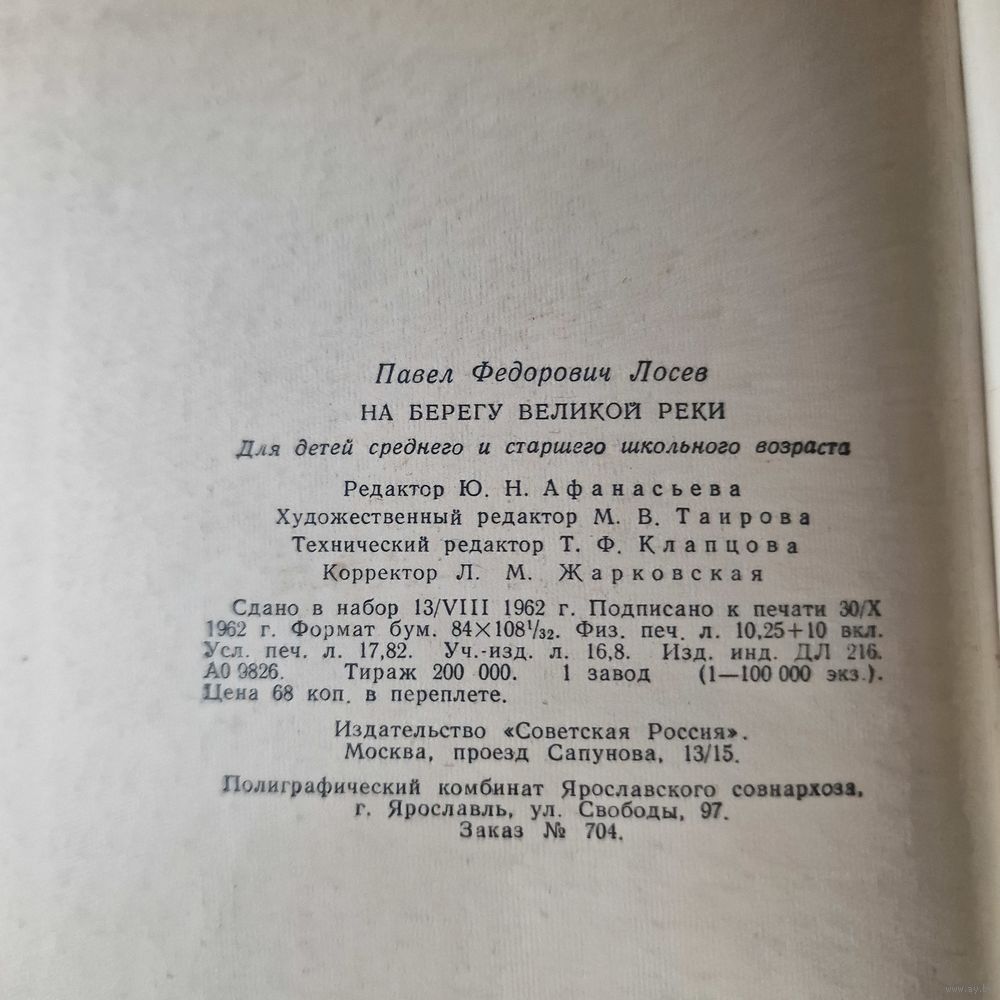 Павел Федорович Лосев
НА БЕРЕГУ ВЕЛИКОЙ РЕКИ
Для детей среднего и старшего школьного возраста
Редактор Ю. Н. Афанасьева
Художественный редактор М. В. Таирова
Технический редактор Т. Ф. Клапцова
Корректор Л. М. Жарковская
Сдано в набор 13/VIII 1962 г. Подписано к печати 30/X
1962 г. Формат бум. 84×108¹/₃₂. Физ. печ. л. 10,25+10 вкл.
Усл. печ. л. 17,82. Уч.-изд. л. 16,8. Изд. инд. ДЛ 216.
А0 9826. Тираж 200 000. 1 завод (1—100 000 экз.).
Цена 68 коп. в переплете.
Издательство «Советская Россия».
Москва, проезд Сапунова, 13/15.
Полиграфический комбинат Ярославского совнархоза,
г. Ярославль, ул. Свободы, 97.
Заказ № 704.